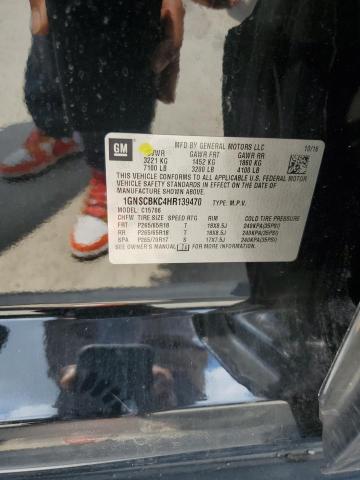 GM
MFD BY GENERAL MOTORS LLC
10/16
GVWR GAWR FRT GAWR RR
3221 KG 1452 KG 1860 KG
7100 LB 3200 LB 4100 LB
THIS VEHICLE CONFORMS TO ALL APPLICABLE U.S. FEDERAL
MOTOR VEHICLE SAFETY STANDARDS IN EFFECT ON THE DATE OF
MANUFACTURE SHOWN ABOVE.
1GNSCBKC4HR139470 TYPE: M.P.V.
MODEL: C15706
CHFW TIRE SIZE SPEED RTG RIM COLD TIRE PRESSURE
FRT P265/65R18 T 18X8.5J 240KPA(35PSI)
RR P265/65R18 T 18X8.5J 240KPA(35PSI)
SPA P265/70R17 S 17X7.5J 240KPA(35PSI)
SEE OWNER'S MANUAL